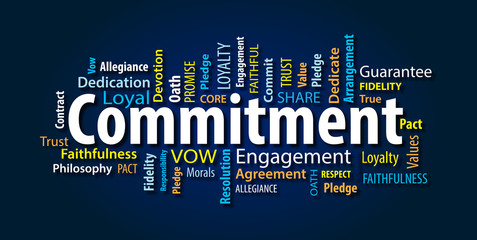 Vow
Allegiance
Devotion
Oath
PROMISE
Pledge
LOYALTY
Engagement
FAITHFUL
Commit
TRUST
Value
Pledge
Dedicate
Arrangement
Guarantee
FIDELITY
True
Dedication
Loyal
CORE
SHARE
Contract
Commitment
Pact
Trust
Faithfulness
Philosophy
PACT
Fidelity
Responsibility
VOW
Pledge
Morals
Resolution
Engagement
Agreement
ALLEGIANCE
OATH
RESPECT
Pledge
Loyalty
Values
FAITHFULNESS